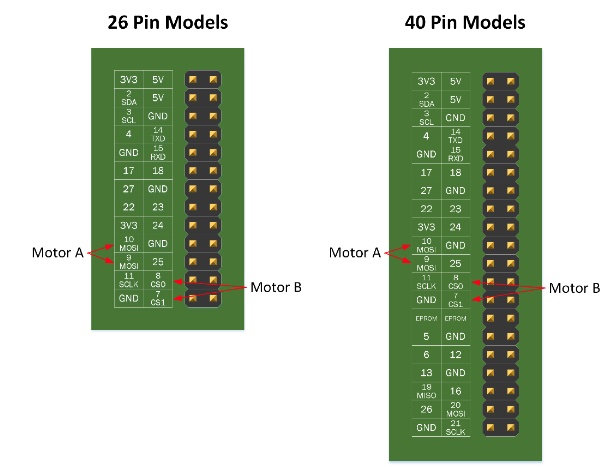 26 Pin Models
3V3 5V
2 SDA 5V
3 SCL GND
4 14 TXD
GND 15 RXD
17 18
27 GND
22 23
3V3 24
10 MOSI GND
9 MOSI 25
11 SCLK 8 CS0
GND 7 CS1
Motor A
Motor B
40 Pin Models
3V3 5V
2 SDA 5V
3 SCL GND
4 14 TXD
GND 15 RXD
17 18
27 GND
22 23
3V3 24
10 MOSI GND
9 MOSI 25
11 SCLK 8 CS0
GND 7 CS1
EPROM EPROM
5 GND
6 12
13 GND
19 MISO 16
26 20 MOSI
GND 21 SCLK
Motor A
Motor B